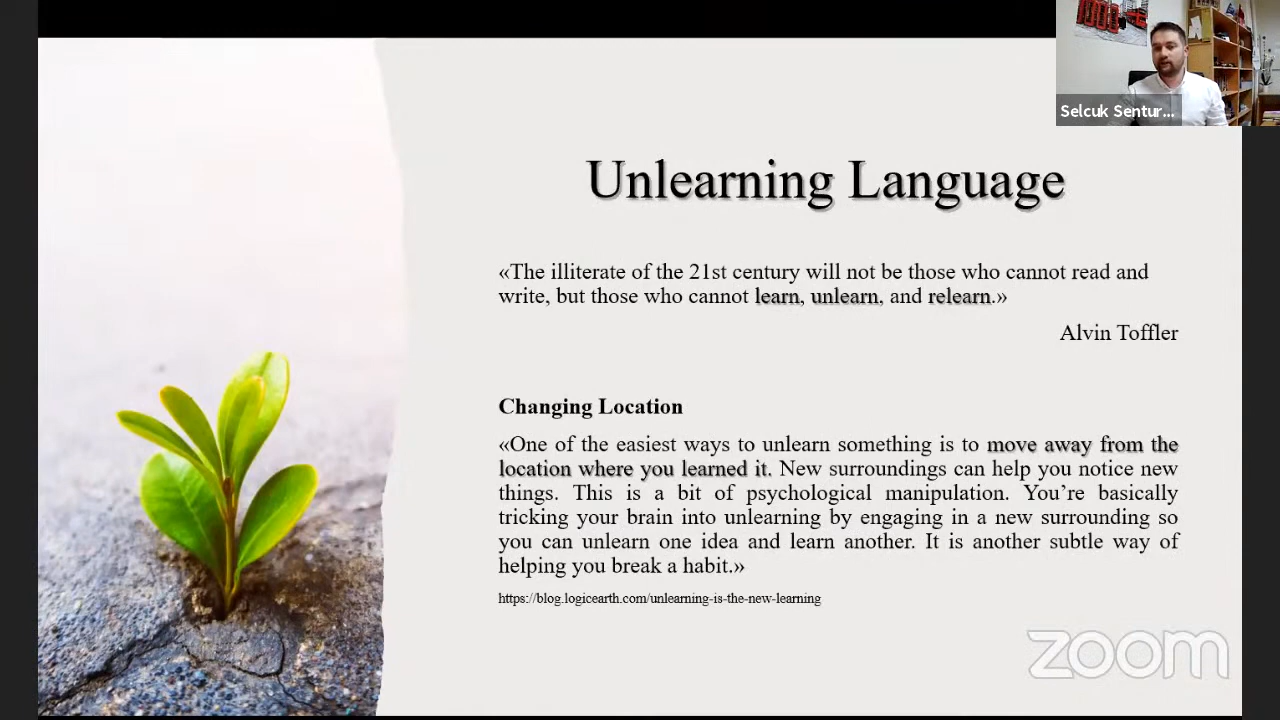 Selcuk Sentur...
Unlearning Language
«The illiterate of the 21st century will not be those who cannot read and
write, but those who cannot learn, unlearn, and relearn.»
Alvin Toffler
Changing Location
«One of the easiest ways to unlearn something is to move away from the
location where you learned it. New surroundings can help you notice new
things. This is a bit of psychological manipulation. You’re basically
tricking your brain into unlearning by engaging in a new surrounding so
you can unlearn one idea and learn another. It is another subtle way of
helping you break a habit.»
https://blog.logicearth.com/unlearning-is-the-new-learning
zoom